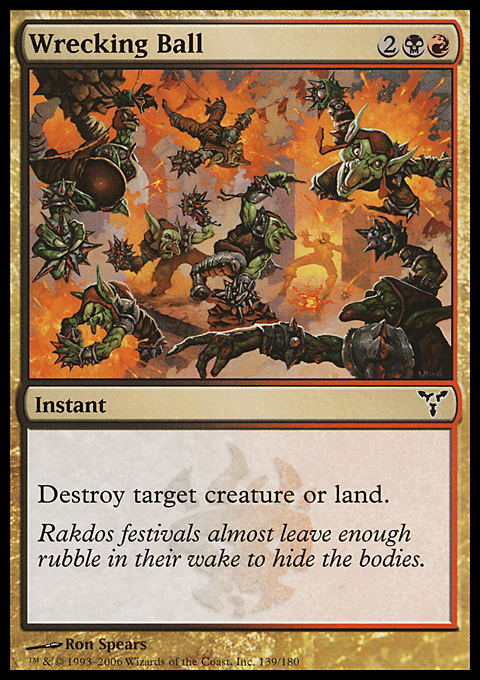 Wrecking Ball 2
Instant
Destroy target creature or land.
Rakdos festivals almost leave enough
rubble in their wake to hide the bodies.
Ron Spears
™ & © 1993–2006 Wizards of the Coast, Inc. 139/180